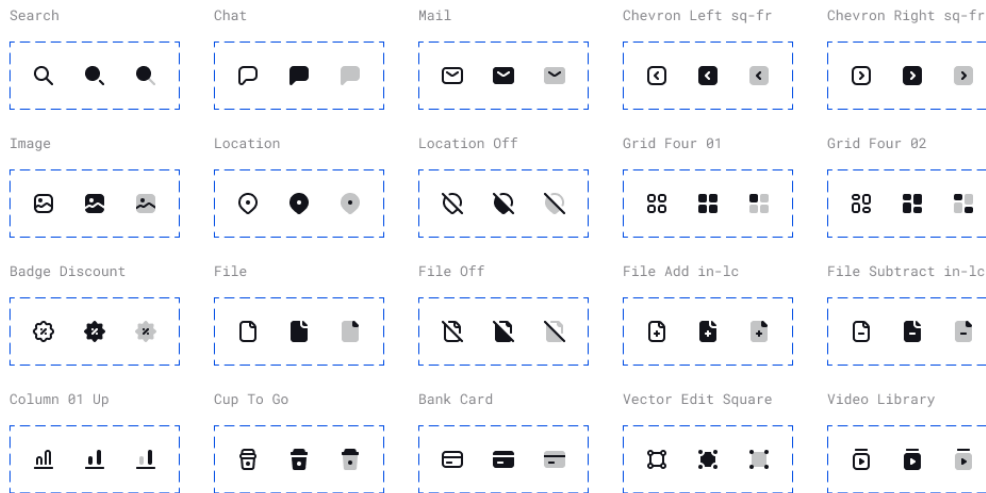 Search
Chat
Mail
Chevron Left sq-fr
Chevron Right sq-fr
Image
Location
Location Off
Grid Four 01
Grid Four 02
Badge Discount
File
File Off
File Add in-lc
File Subtract in-lc
Column 01 Up
Cup To Go
Bank Card
Vector Edit Square
Video Library